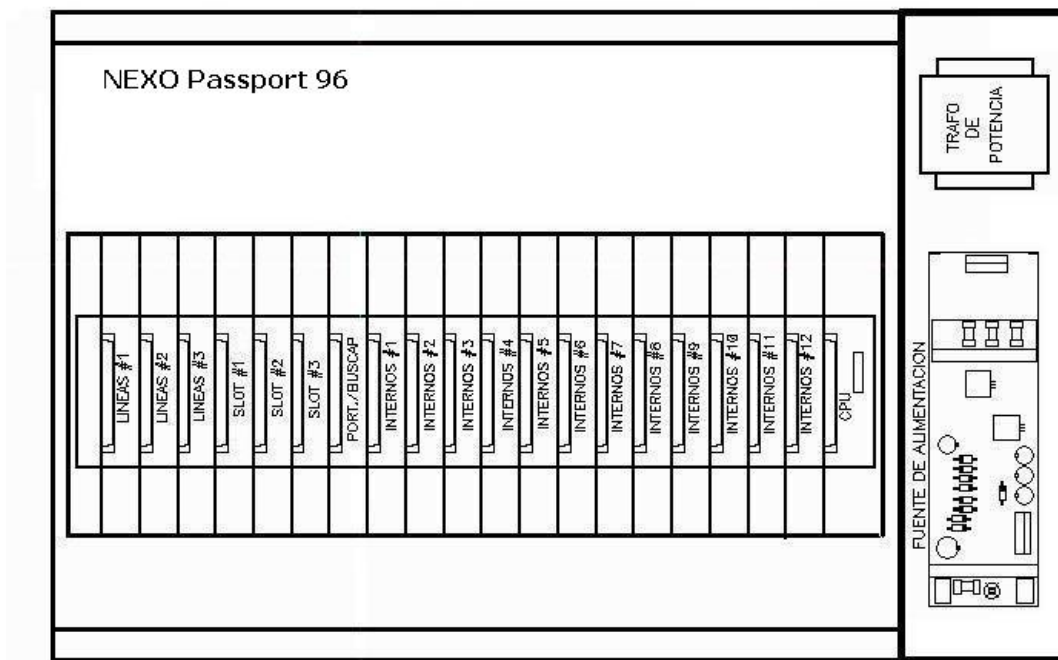 NEXO Passport 96
TRAFO
DE
POTENCIA
LINEAS #1
LINEAS #2
LINEAS #3
SLOT #1
SLOT #2
SLOT #3
PORT./BUSCAP
INTERNOS #1
INTERNOS #2
INTERNOS #3
INTERNOS #4
INTERNOS #5
INTERNOS #6
INTERNOS #7
INTERNOS #8
INTERNOS #9
INTERNOS #10
INTERNOS #11
INTERNOS #12
CPU
FUENTE DE ALIMENTACION